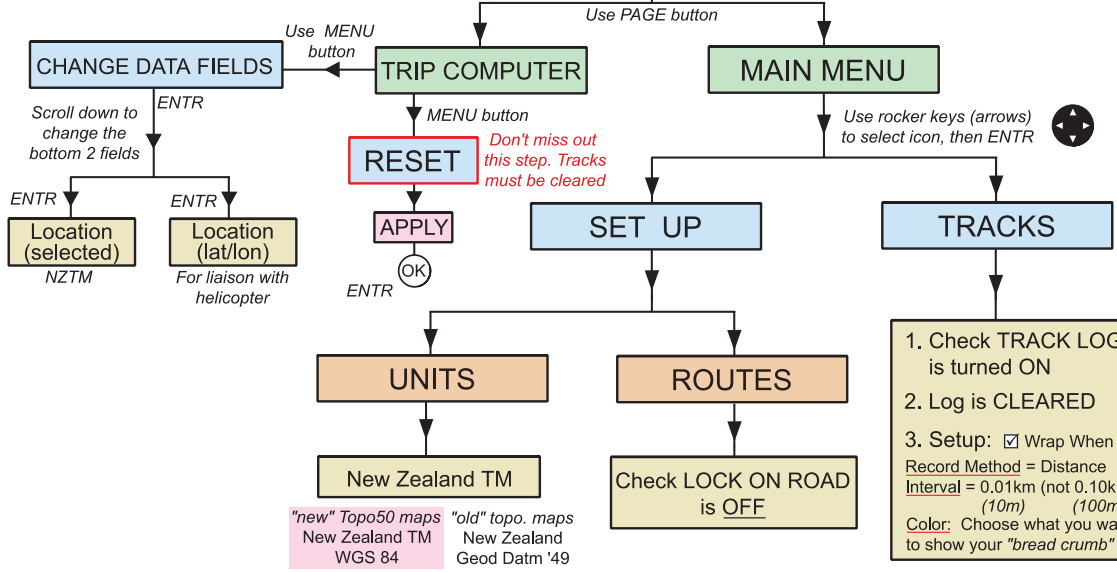 Use PAGE button
Use MENU
button
CHANGE DATA FIELDS
TRIP COMPUTER
MAIN MENU
ENTR
Scroll down to
change the
bottom 2 fields
MENU button
Use rocker keys (arrows)
to select icon, then ENTR
RESET
Don't miss out
this step. Tracks
must be cleared
ENTR
ENTR
Location
(selected)
NZTM
Location
(lat/lon)
For liaison with
helicopter
APPLY
OK
ENTR
SET UP
TRACKS
UNITS
ROUTES
New Zealand TM
"new" Topo50 maps
New Zealand TM
WGS 84
"old" topo. maps
New Zealand
Geod Datm '49
Check LOCK ON ROAD
is OFF
1. Check TRACK LOG
is turned ON
2. Log is CLEARED
3. Setup: ☑ Wrap When
Record Method = Distance
Interval = 0.01km (not 0.10k
(10m) (100m
Color: Choose what you wa
to show your "bread crumb"